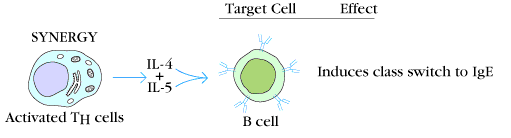 Target Cell Effect
SYNERGY
IL-4
+
IL-5
Induces class switch to IgE
Activated TH cells
B cell